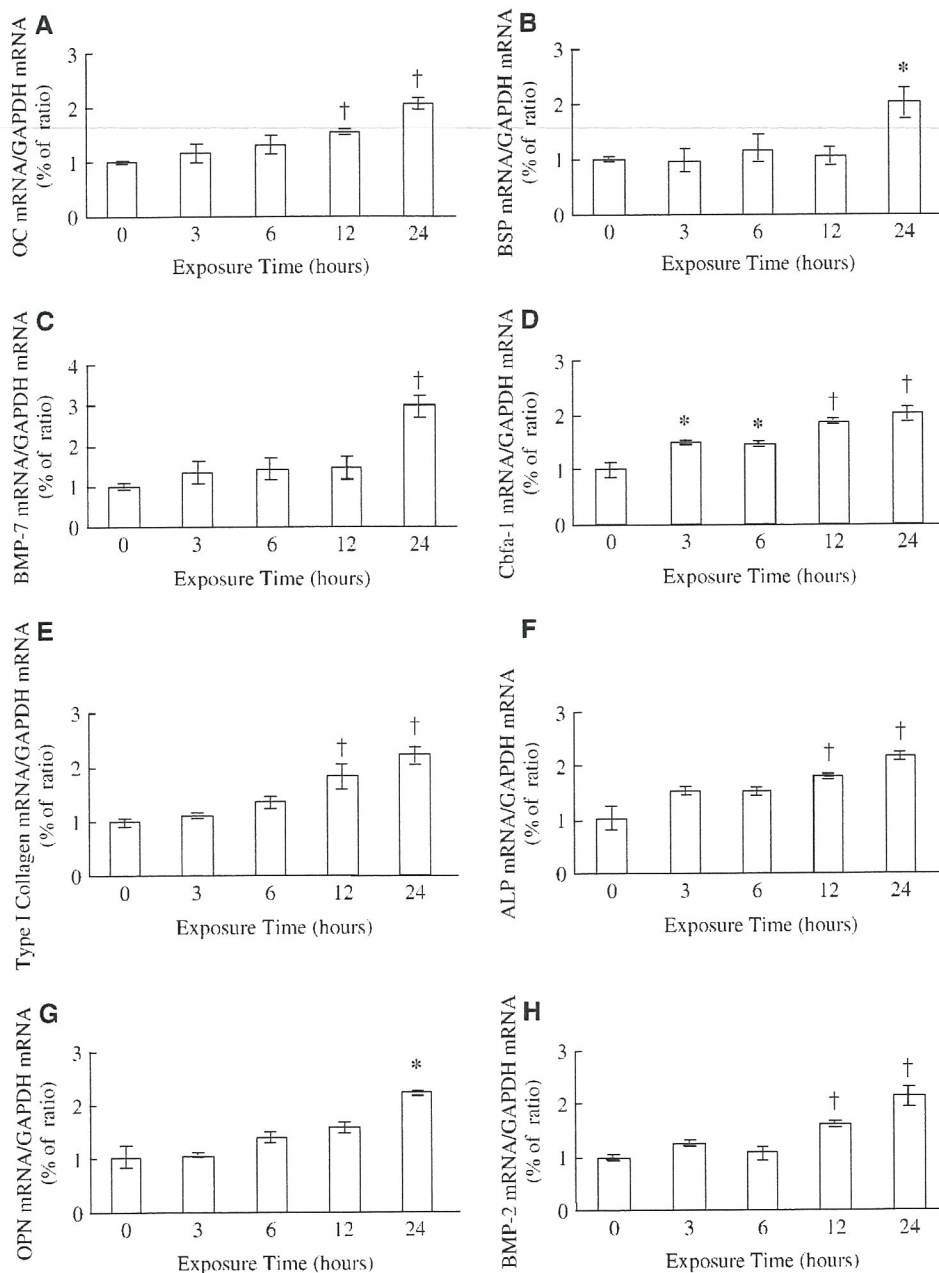 A
OC mRNA/GAPDH mRNA
(% of ratio)
3
2
1
0
†
†
0 3 6 12 24
Exposure Time (hours)
B
BSP mRNA/GAPDH mRNA
(% of ratio)
3
2
1
0
*
0 3 6 12 24
Exposure Time (hours)
C
BMP-7 mRNA/GAPDH mRNA
(% of ratio)
4
3
2
1
0
†
0 3 6 12 24
Exposure Time (hours)
D
Cbfa-1 mRNA/GAPDH mRNA
(% of ratio)
3
2
1
0
* * † †
0 3 6 12 24
Exposure Time (hours)
E
Type I Collagen mRNA/GAPDH mRNA
(% of ratio)
3
2
1
0
† †
0 3 6 12 24
Exposure Time (hours)
F
ALP mRNA/GAPDH mRNA
(% of ratio)
3
2
1
0
† †
0 3 6 12 24
Exposure Time (hours)
G
OPN mRNA/GAPDH mRNA
(% of ratio)
3
2
1
0
*
0 3 6 12 24
Exposure Time (hours)
H
BMP-2 mRNA/GAPDH mRNA
(% of ratio)
3
2
1
0
† †
0 3 6 12 24
Exposure Time (hours)